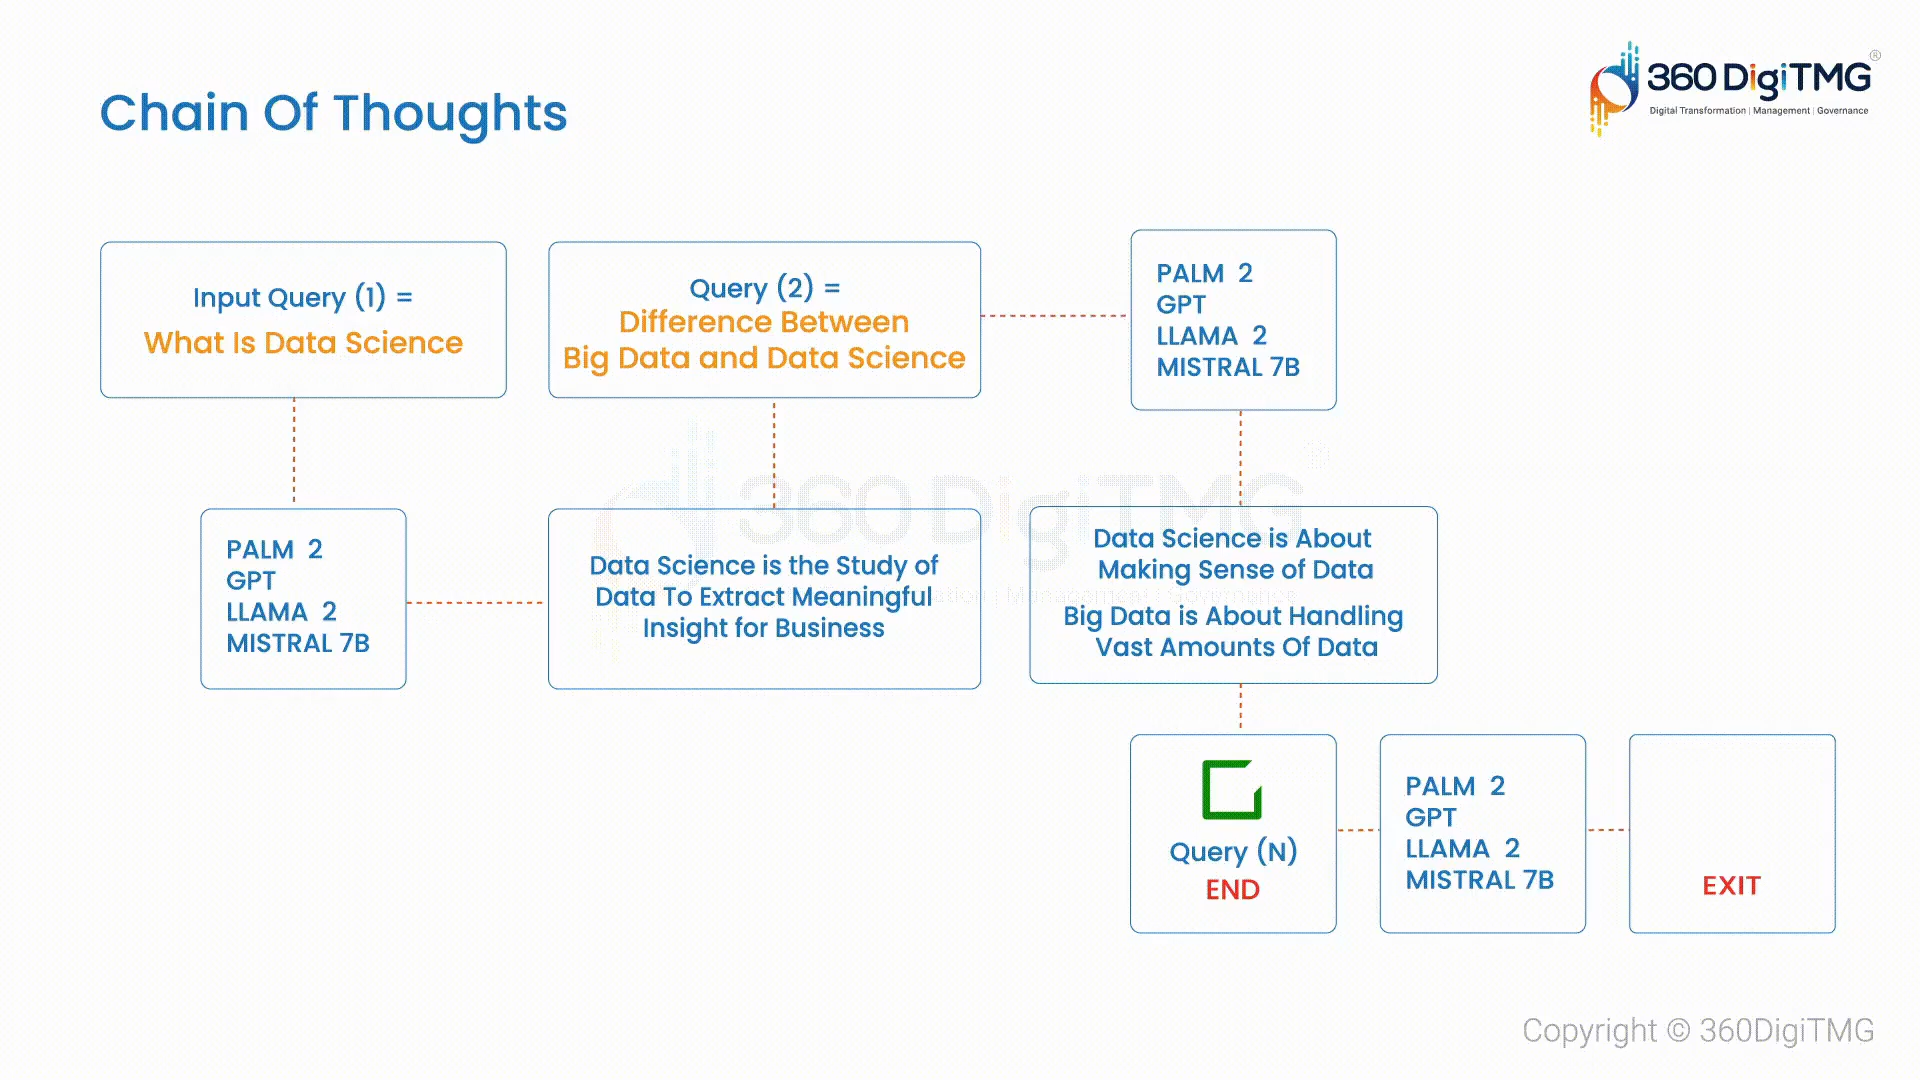 360 DigiTMG ®
Digital Transformation | Management | Governance
Chain Of Thoughts
Input Query (1) =
What Is Data Science
Query (2) =
Difference Between
Big Data and Data Science
PALM 2
GPT
LLAMA 2
MISTRAL 7B
PALM 2
GPT
LLAMA 2
MISTRAL 7B
Data Science is the Study of
Data To Extract Meaningful
Insight for Business
Data Science is About
Making Sense of Data
Big Data is About Handling
Vast Amounts Of Data
360 DigiTMG
Query (N)
END
PALM 2
GPT
LLAMA 2
MISTRAL 7B
EXIT
Copyright © 360DigiTMG